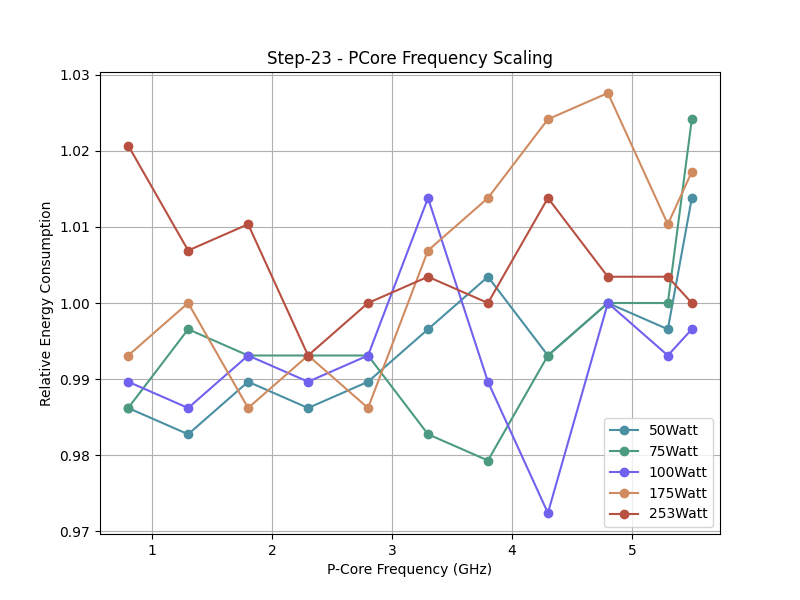 Step-23 - PCore Frequency Scaling
Relative Energy Consumption
1.03
1.02
1.01
1.00
0.99
0.98
0.97
1 2 3 4 5
P-Core Frequency (GHz)
50Watt
75Watt
100Watt
175Watt
253Watt